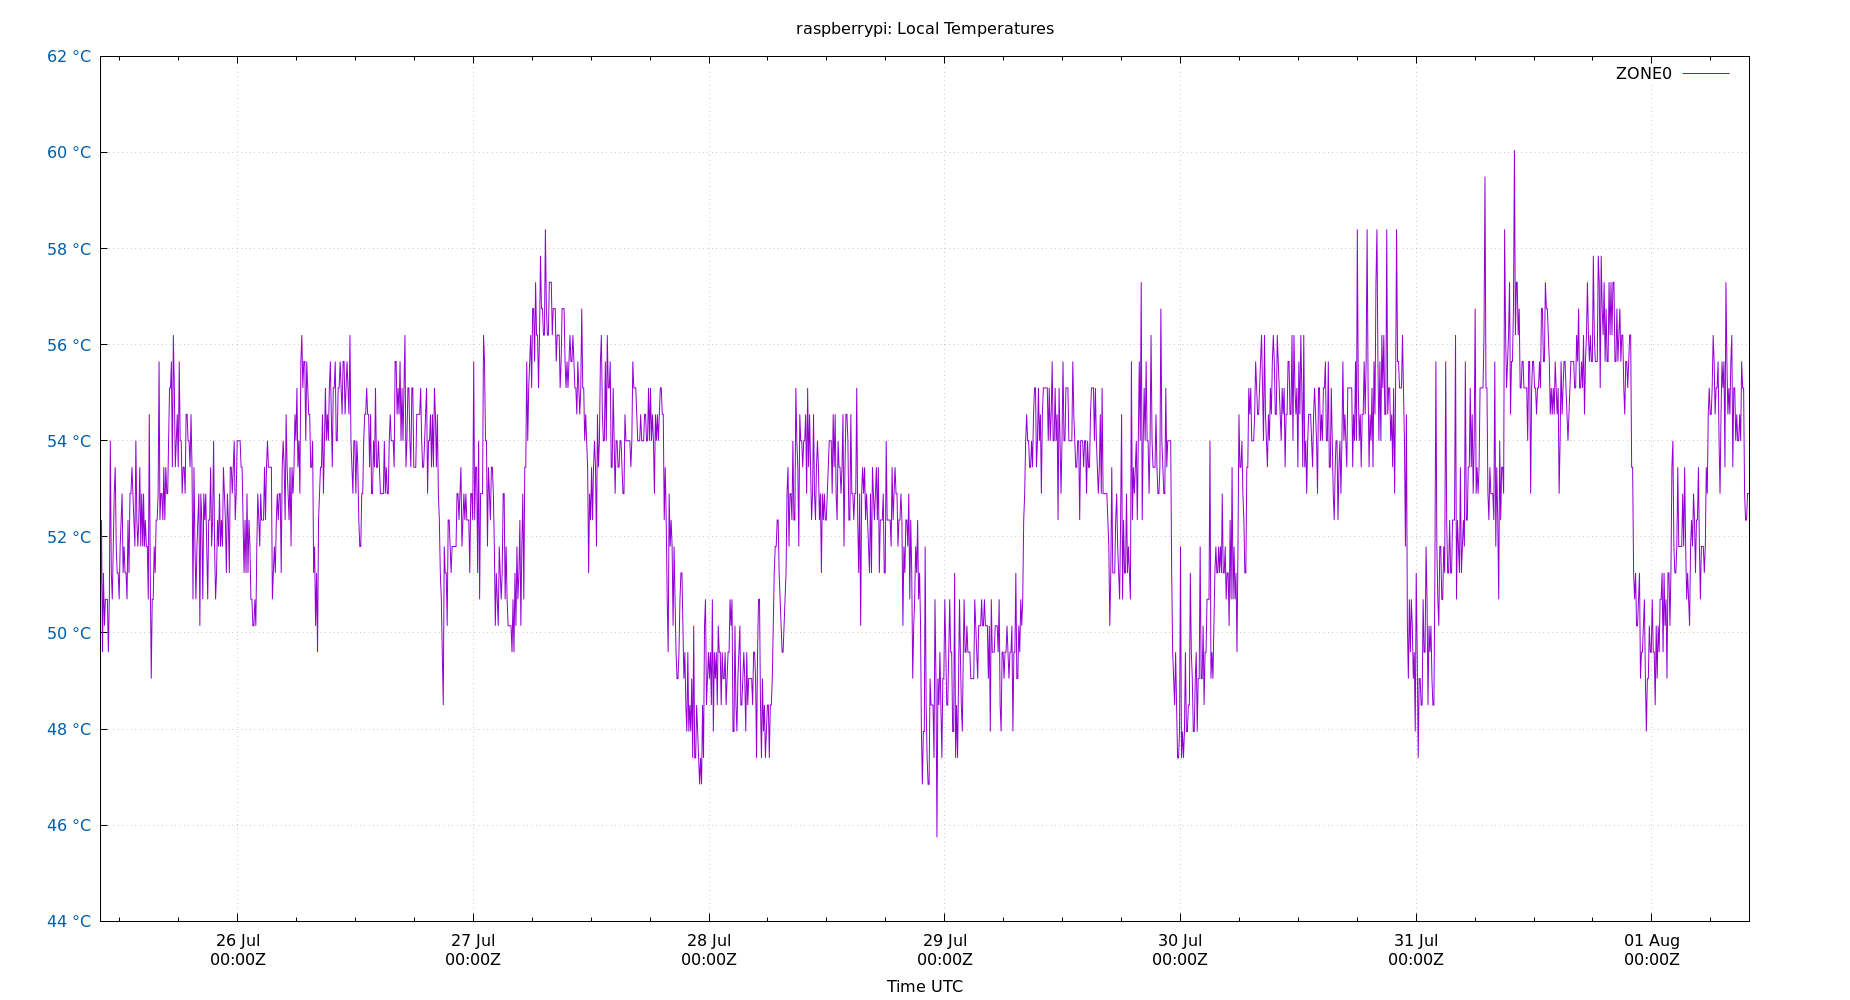 raspberrypi: Local Temperatures
ZONE0
62 °C
60 °C
58 °C
56 °C
54 °C
52 °C
50 °C
48 °C
46 °C
44 °C
26 Jul 27 Jul 28 Jul 29 Jul 30 Jul 31 Jul 01 Aug
00:00Z 00:00Z 00:00Z 00:00Z 00:00Z 00:00Z 00:00Z
Time UTC